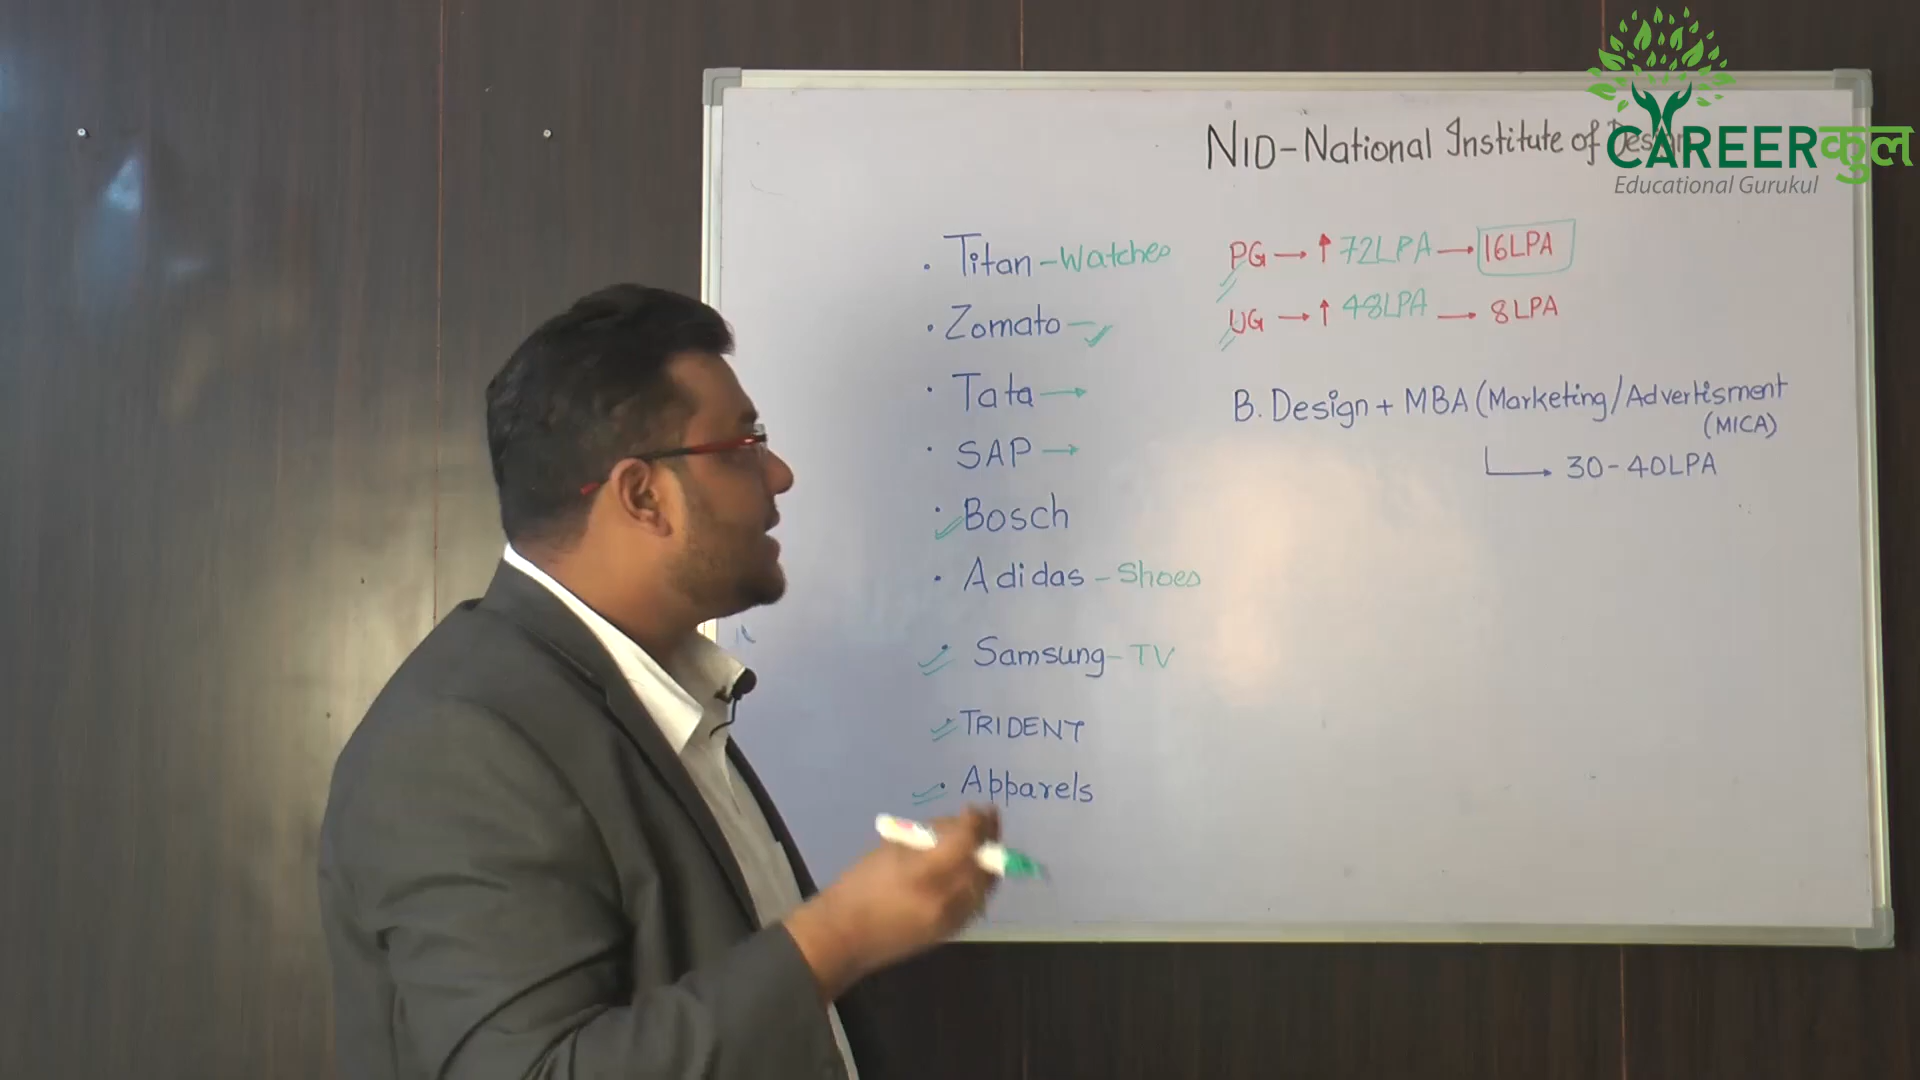 NID-National Institute of Design
CAREERकुल
Educational Gurukul
. Titan - Watches
. Zomato -
. Tata →
. SAP →
. Bosch
. Adidas - Shoes
. Samsung - TV
. TRIDENT
. Apparels
PG → ↑ 72LPA → 16LPA
UG → ↑ 48LPA → 8LPA
B. Design + MBA (Marketing/Advertisment
(MICA)
→ 30-40LPA